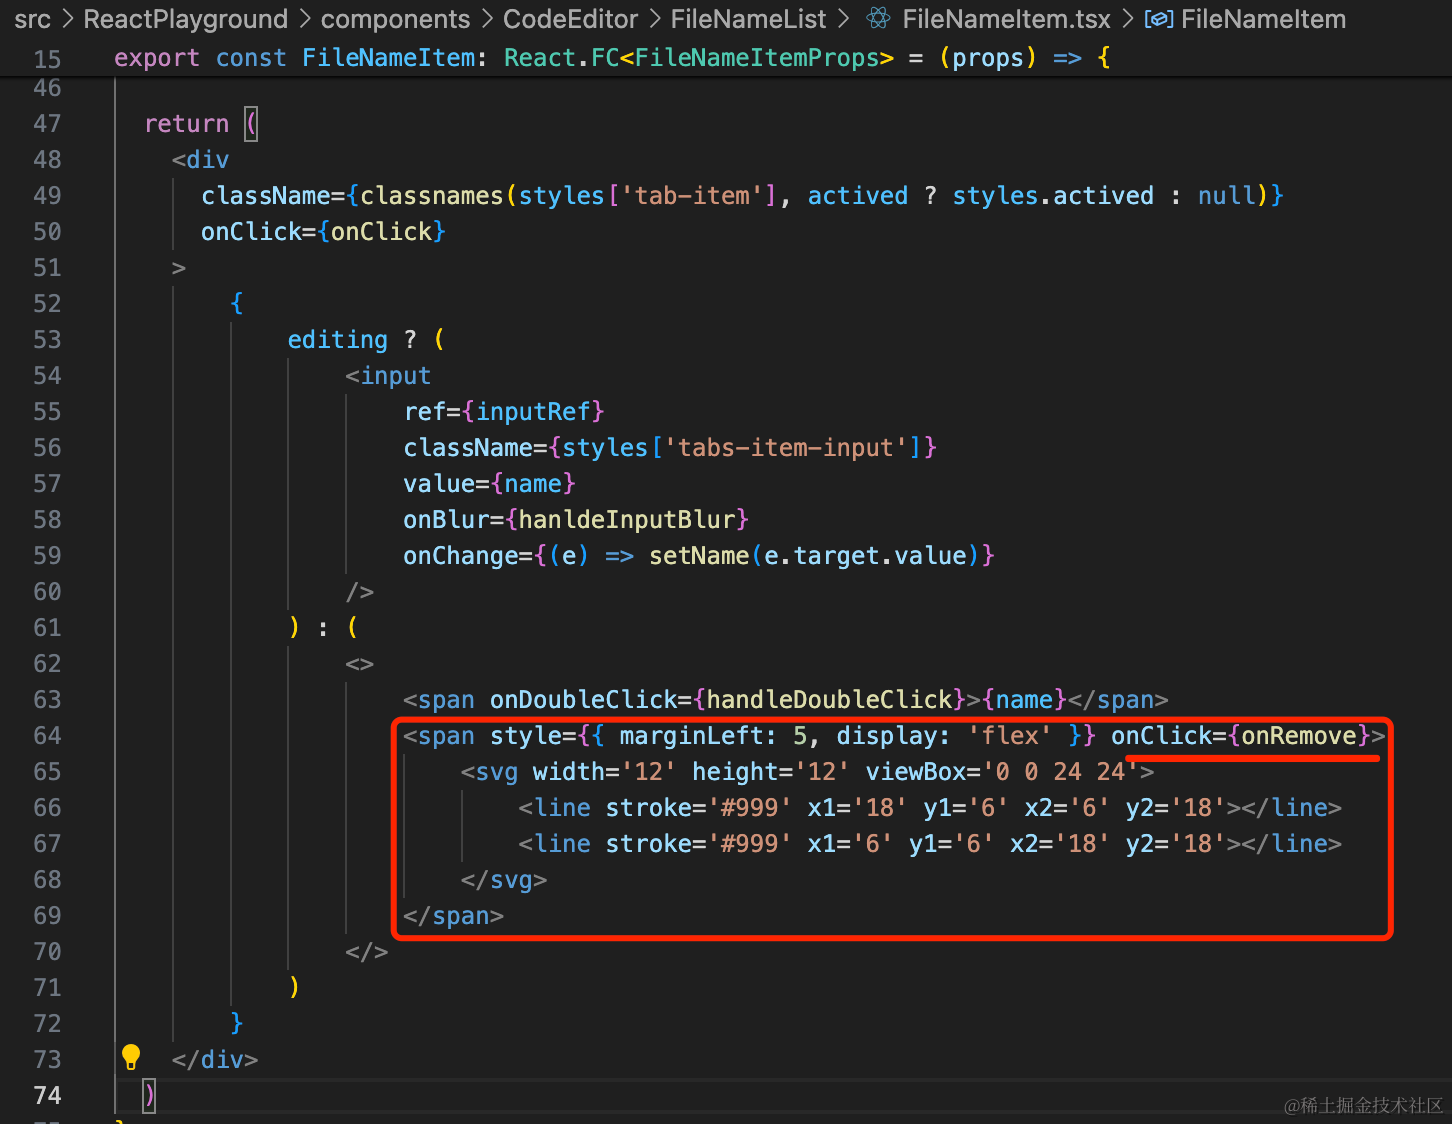 src > ReactPlayground > components > CodeEditor > FileNameList > FileNameItem.tsx > FileNameItem
15 export const FileNameItem: React.FC<FileNameItemProps> = (props) => {
46
47 return (
48 <div
49 className={classnames(styles['tab-item'], actived ? styles.actived : null)}
50 onClick={onClick}
51 >
52 {
53 editing ? (
54 <input
55 ref={inputRef}
56 className={styles['tabs-item-input']}
57 value={name}
58 onBlur={hanldeInputBlur}
59 onChange={(e) => setName(e.target.value)}
60 />
61 ) : (
62 <>
63 <span onDoubleClick={handleDoubleClick}>{name}</span>
64 <span style={{ marginLeft: 5, display: 'flex' }} onClick={onRemove}>
65 <svg width='12' height='12' viewBox='0 0 24 24'>
66 <line stroke='#999' x1='18' y1='6' x2='6' y2='18'></line>
67 <line stroke='#999' x1='6' y1='6' x2='18' y2='18'></line>
68 </svg>
69 </span>
70 </>
71 )
72 }
73 </div>
74 )
@稀土掘金技术社区